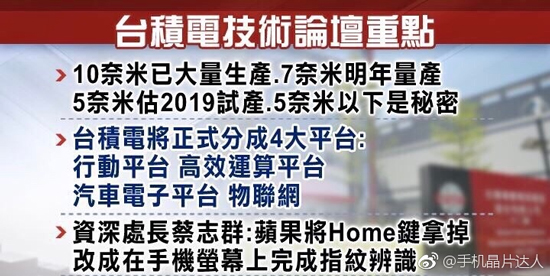 台積電技術論壇重點
10奈米已大量生產.7奈米明年量產
5奈米估2019試產.5奈米以下是秘密
台積電將正式分成4大平台:
行動平台 高效運算平台
汽車電子平台 物聯網
資深處長蔡志群:蘋果將Home鍵拿掉
改成在手機螢幕上完成指紋辨識
@手机晶片达人